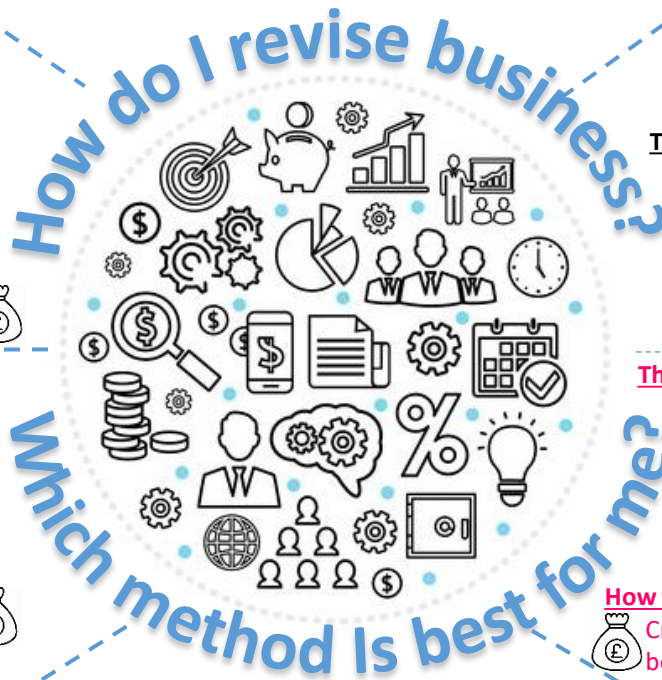 How do I revise business?
Th
Which method Is best for me?
How
Cr
be